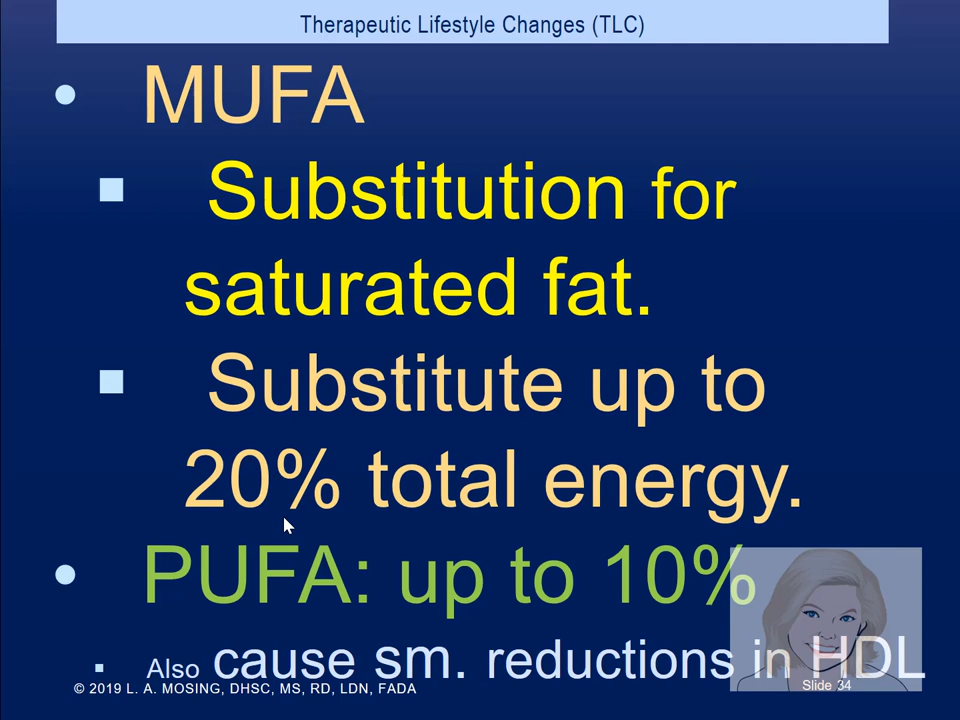 Therapeutic Lifestyle Changes (TLC)
• MUFA
▪ Substitution for
saturated fat.
▪ Substitute up to
20% total energy.
• PUFA: up to 10%
▪ Also cause sm. reductions in HDL
© 2019 L. A. MOSING, DHSC, MS, RD, LDN, FADA
Slide 34